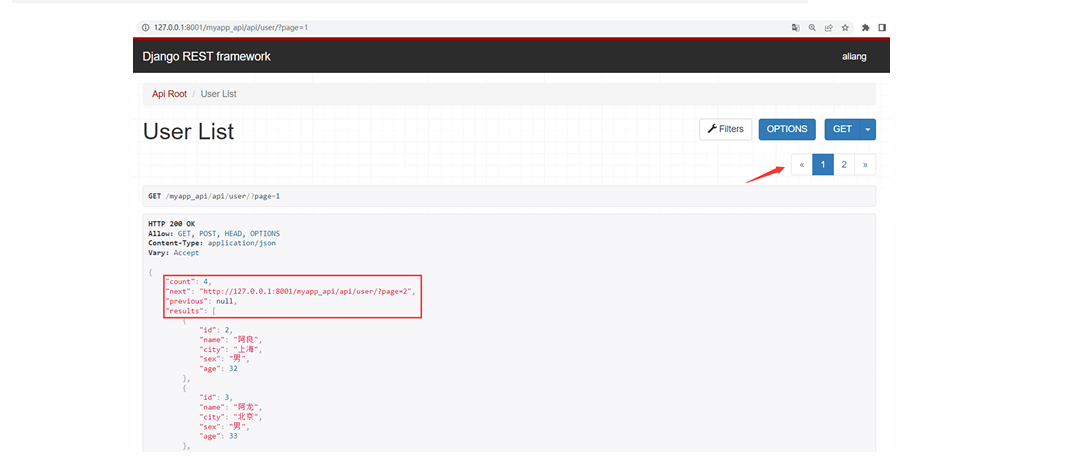 127.0.0.1:8001/myapp_api/api/user/?page=1
Django REST framework
aliang
Api Root / User List
User List
Filters
OPTIONS
GET
« 1 2 »
GET /myapp_api/api/user/?page=1
HTTP 200 OK
Allow: GET, POST, HEAD, OPTIONS
Content-Type: application/json
Vary: Accept
{
"count": 4,
"next": "http://127.0.0.1:8001/myapp_api/api/user/?page=2",
"previous": null,
"results": [
{
"id": 2,
"name": "阿良",
"city": "上海",
"sex": "男",
"age": 32
},
{
"id": 3,
"name": "阿龙",
"city": "北京",
"sex": "男",
"age": 33
},